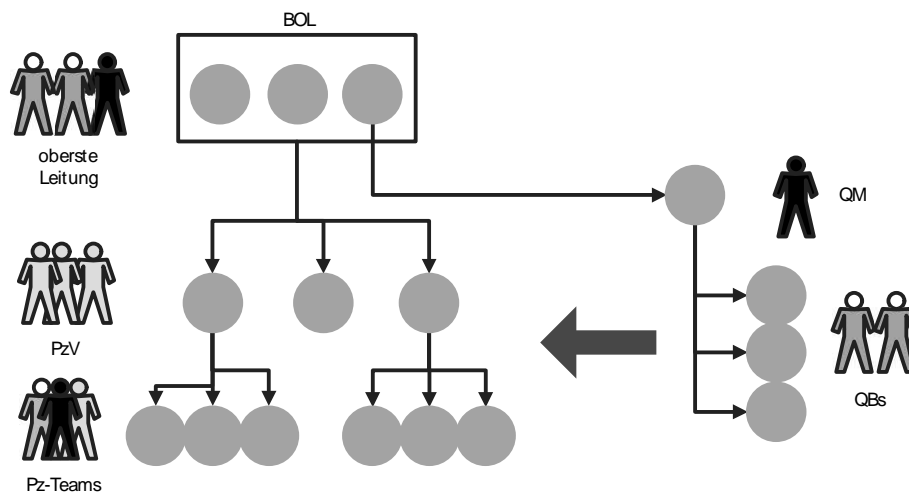 BOL
oberste
Leitung
QM
PzV
QBs
Pz-Teams